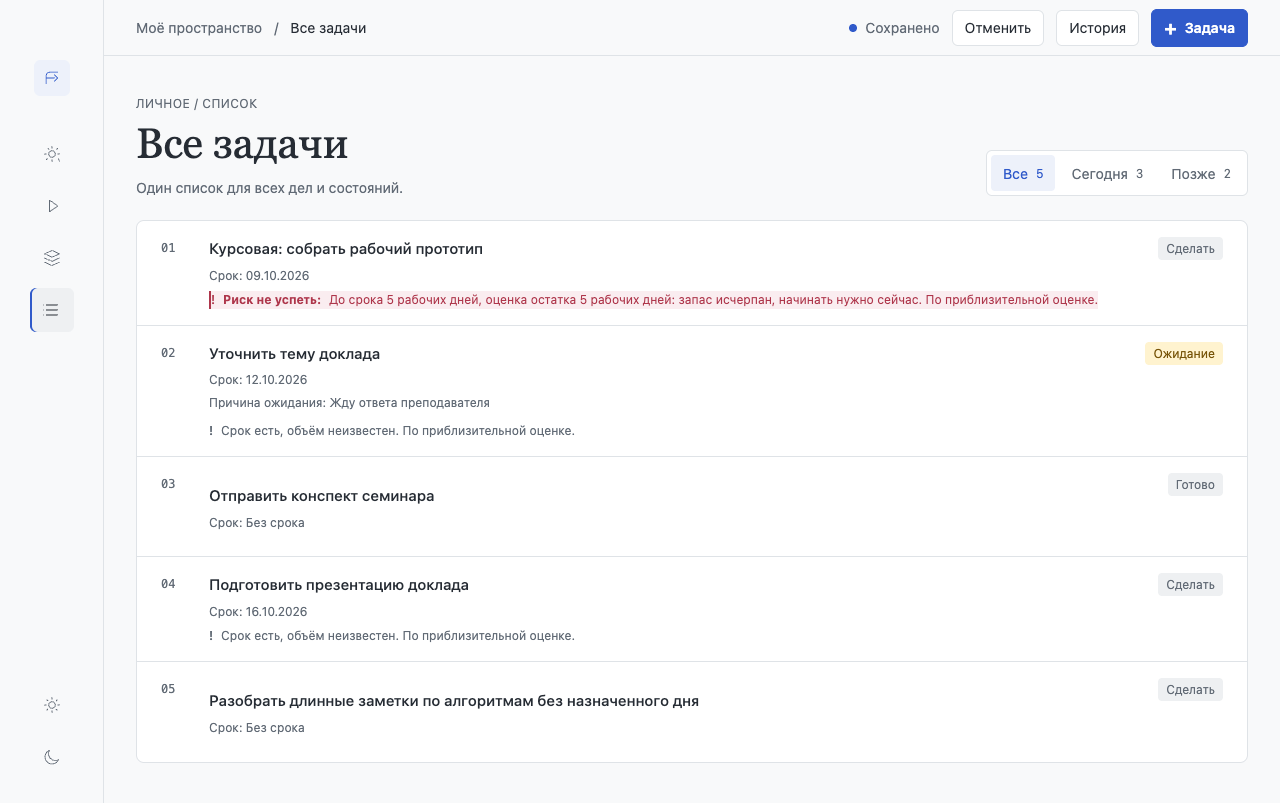 Моё пространство / Все задачи
Сохранено
Отменить
История
+ Задача
ЛИЧНОЕ / СПИСОК
Все задачи
Один список для всех дел и состояний.
Все 5
Сегодня 3
Позже 2
01
Курсовая: собрать рабочий прототип
Сделать
Срок: 09.10.2026
! Риск не успеть: До срока 5 рабочих дней, оценка остатка 5 рабочих дней: запас исчерпан, начинать нужно сейчас. По приблизительной оценке.
02
Уточнить тему доклада
Ожидание
Срок: 12.10.2026
Причина ожидания: Жду ответа преподавателя
! Срок есть, объём неизвестен. По приблизительной оценке.
03
Отправить конспект семинара
Готово
Срок: Без срока
04
Подготовить презентацию доклада
Сделать
Срок: 16.10.2026
! Срок есть, объём неизвестен. По приблизительной оценке.
05
Разобрать длинные заметки по алгоритмам без назначенного дня
Сделать
Срок: Без срока